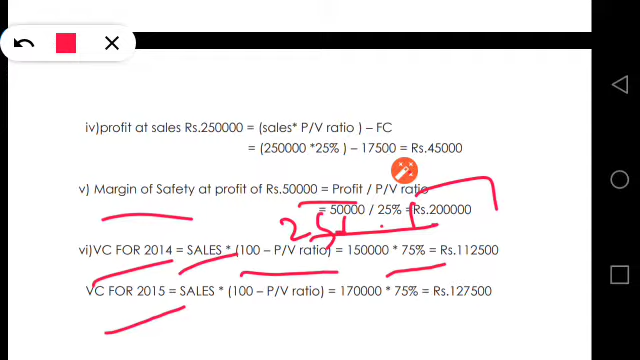 iv)profit at sales Rs.250000 = (sales* P/V ratio ) – FC
= (250000 *25% ) – 17500 = Rs.45000
v) Margin of Safety at profit of Rs.50000 = Profit / P/V ratio
= 50000 / 25% =Rs.200000
vi)VC FOR 2014 = SALES * (100 – P/V ratio) = 150000 * 75% = Rs.112500
VC FOR 2015 = SALES * (100 – P/V ratio) = 170000 * 75% = Rs.127500